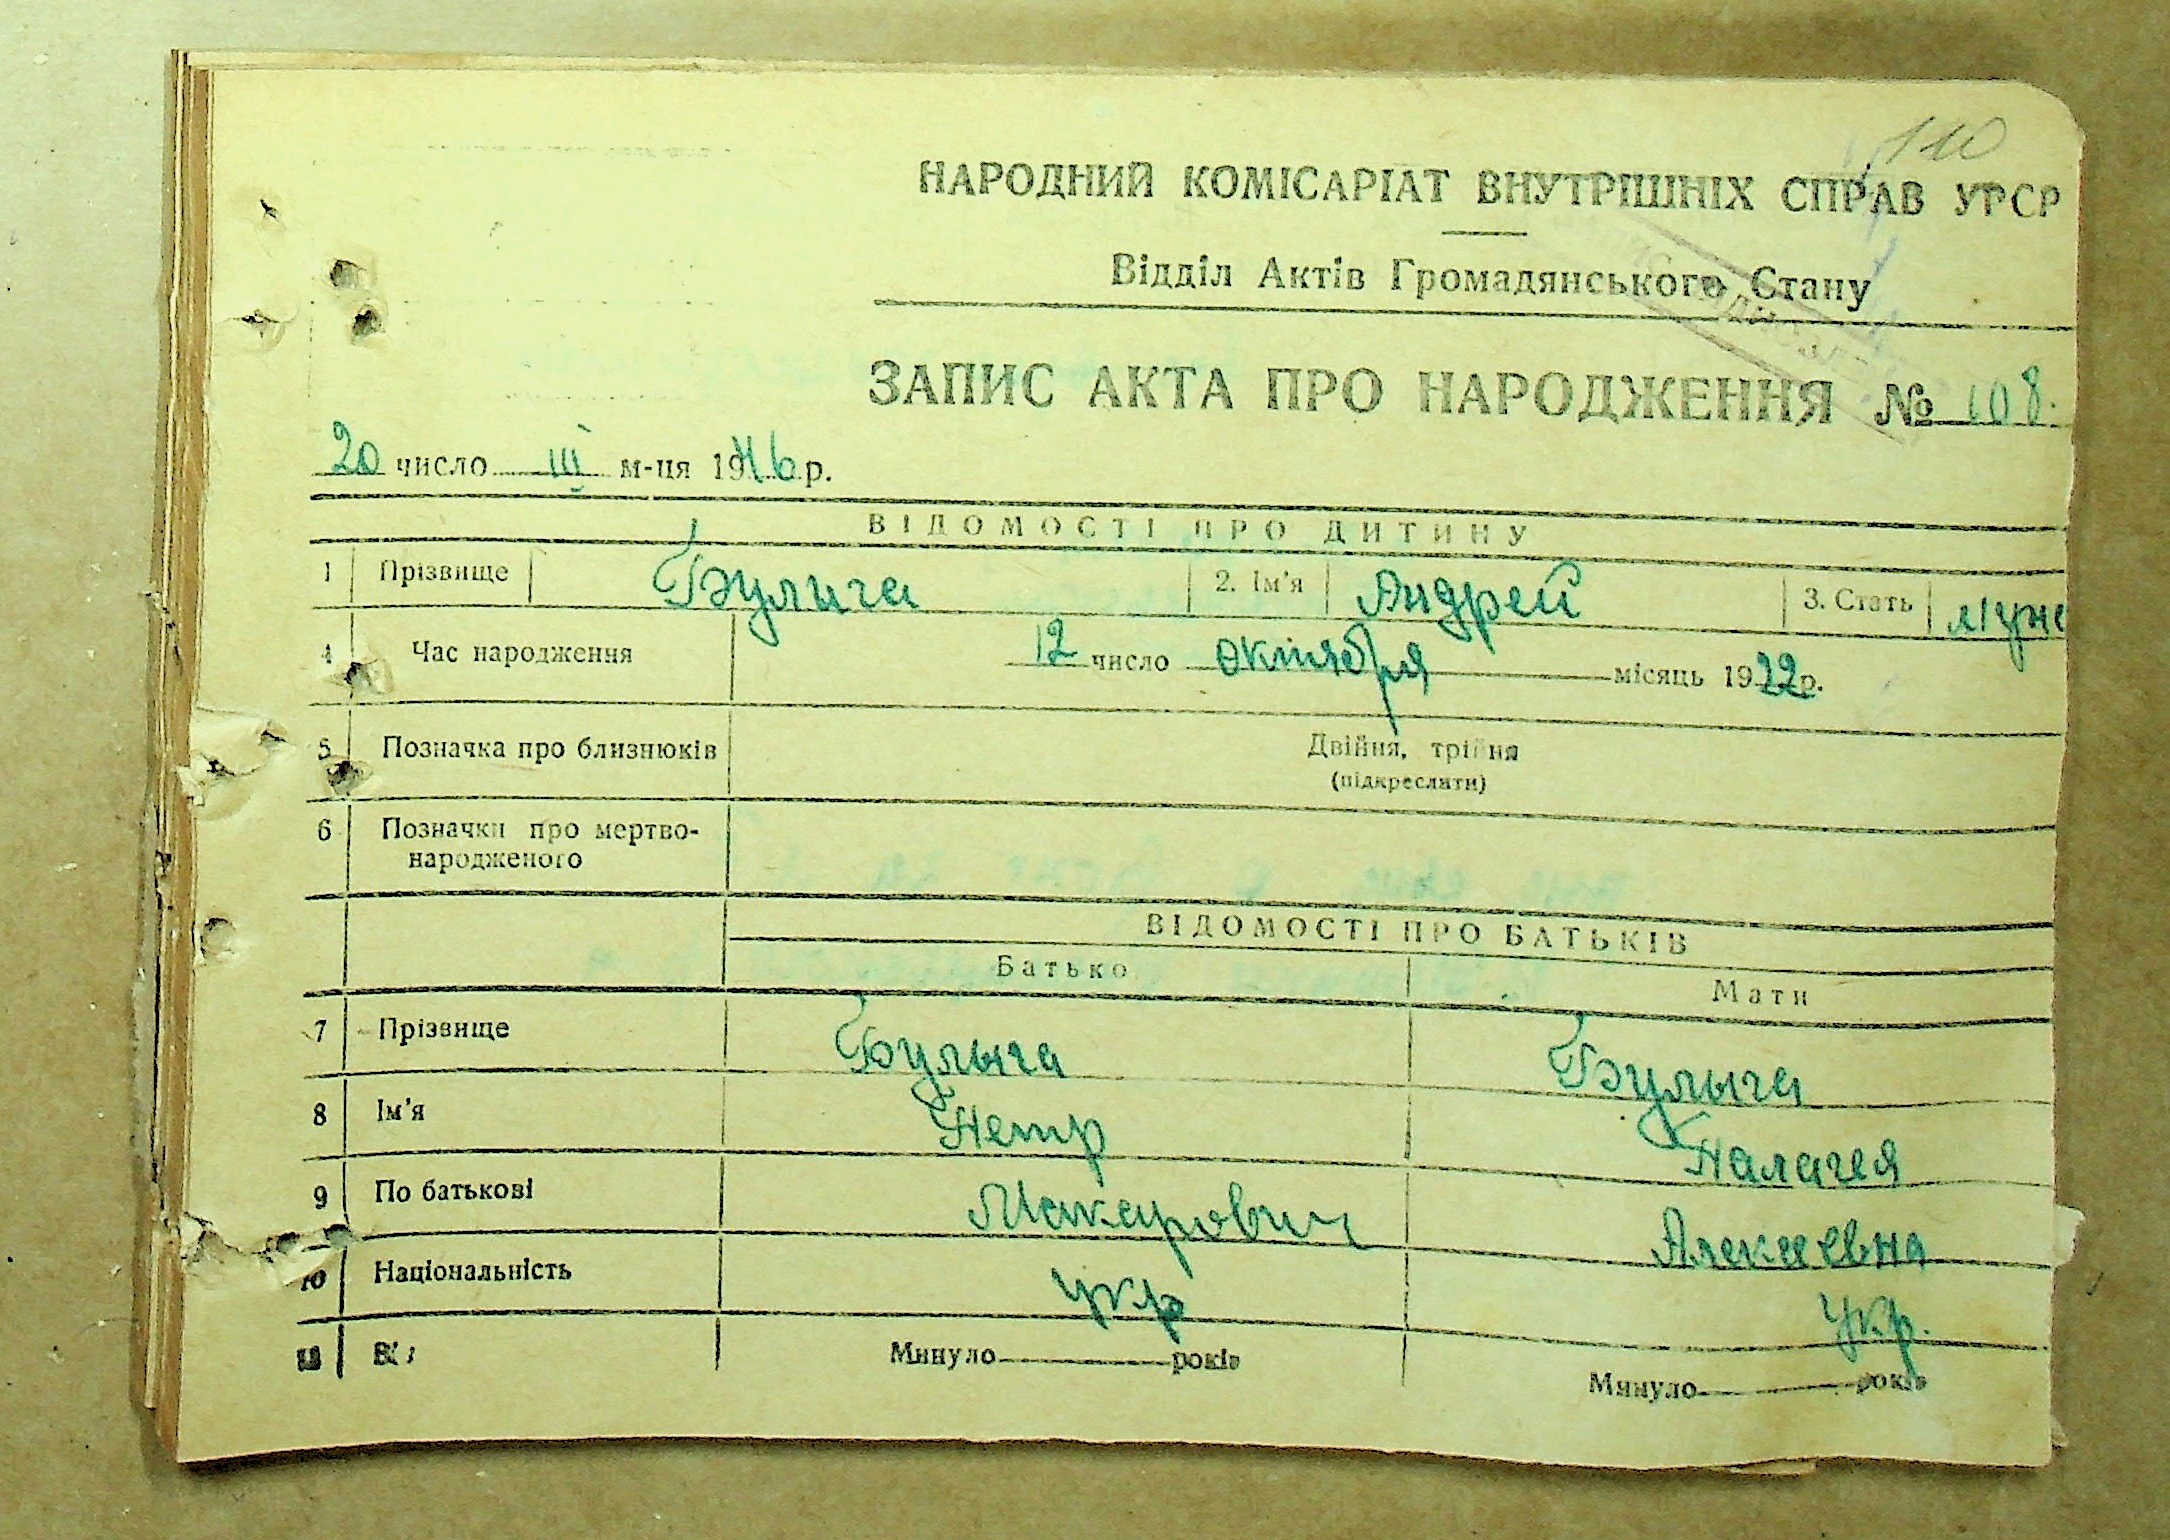 110
НАРОДНИЙ КОМІСАРІАТ ВНУТРІШНІХ СПРАВ УРСР
Відділ Актів Громадянського Стану
ЗАПИС АКТА ПРО НАРОДЖЕННЯ № 108.
20 число III м-ця 1946 р.
ВІДОМОСТІ ПРО ДИТИНУ
1 Прізвище Булига 2. Ім'я Андрей 3. Стать муж
4 Час народження 12 число октября місяць 1922 р.
5 Позначка про близнюків Двійня, трійня
(підкреслити)
6 Позначки про мертво-
народженого
ВІДОМОСТІ ПРО БАТЬКІВ
Батько Мати
7 Прізвище Булыга Булыга
8 Ім'я Петр Палагея
9 По батькові Макарович Алексеевна
10 Національність укр укр.
11 Минуло років Минуло років